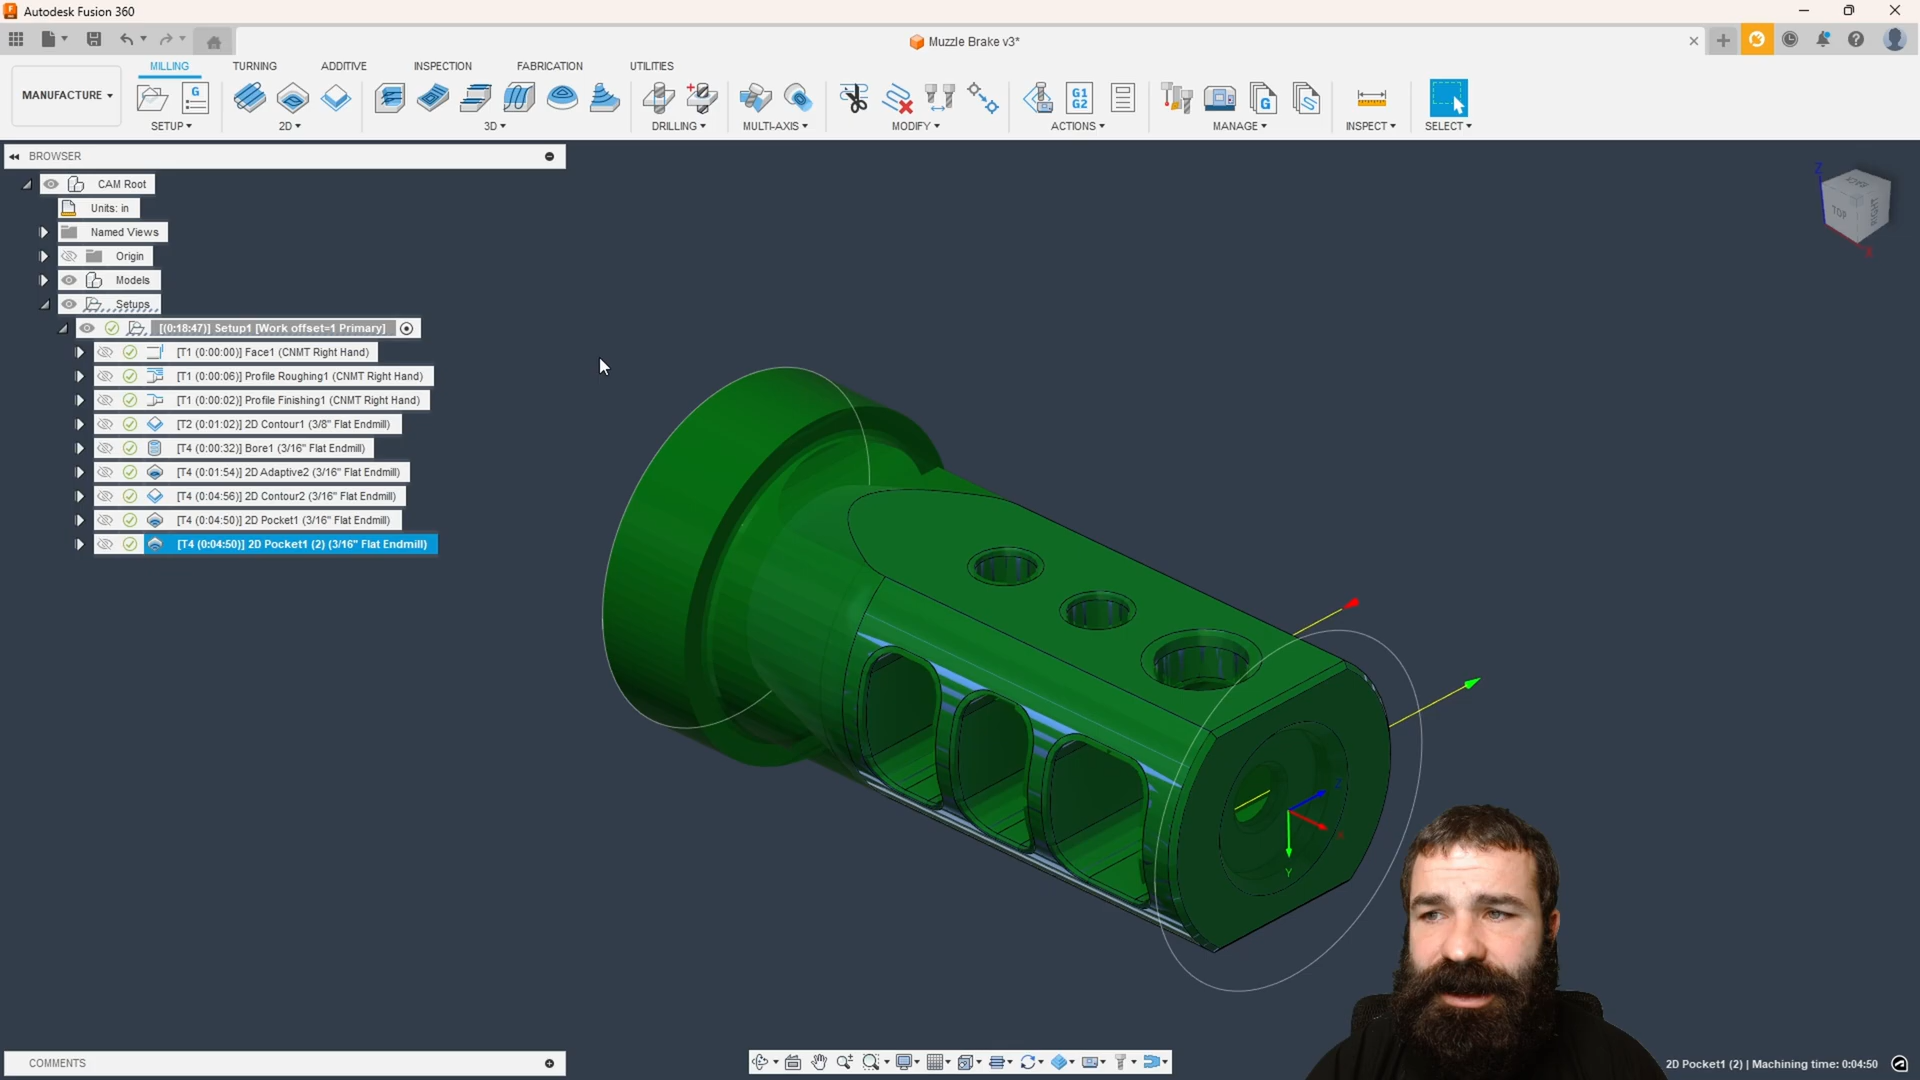 Autodesk Fusion 360
Muzzle Brake v3*
MILLING TURNING ADDITIVE INSPECTION FABRICATION UTILITIES
MANUFACTURE
SETUP 2D 3D DRILLING MULTI-AXIS MODIFY ACTIONS MANAGE INSPECT SELECT
G
G1
G2
G
BROWSER
CAM Root
Units: in
Named Views
Origin
Models
Setups
[(0:18:47)] Setup1 [Work offset=1 Primary]
[T1 (0:00:00)] Face1 (CNMT Right Hand)
[T1 (0:00:06)] Profile Roughing1 (CNMT Right Hand)
[T1 (0:00:02)] Profile Finishing1 (CNMT Right Hand)
[T2 (0:01:02)] 2D Contour1 (3/8" Flat Endmill)
[T4 (0:00:32)] Bore1 (3/16" Flat Endmill)
[T4 (0:01:54)] 2D Adaptive2 (3/16" Flat Endmill)
[T4 (0:04:56)] 2D Contour2 (3/16" Flat Endmill)
[T4 (0:04:50)] 2D Pocket1 (3/16" Flat Endmill)
[T4 (0:04:50)] 2D Pocket1 (2) (3/16" Flat Endmill)
Z
BACK
TOP
RIGHT
X
Z
X
Y
COMMENTS
2D Pocket1 (2) | Machining time: 0:04:50